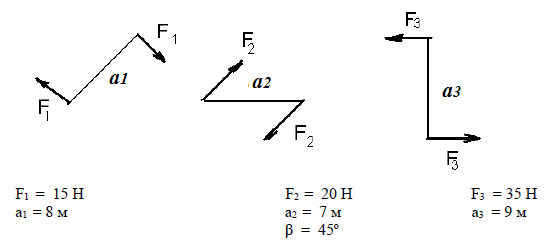 F1
a1
F1
F2
a2
F2
F3
a3
F3
F1 = 15 Н
a1 = 8 м
F2 = 20 Н
a2 = 7 м
β = 45º
F3 = 35 Н
a3 = 9 м